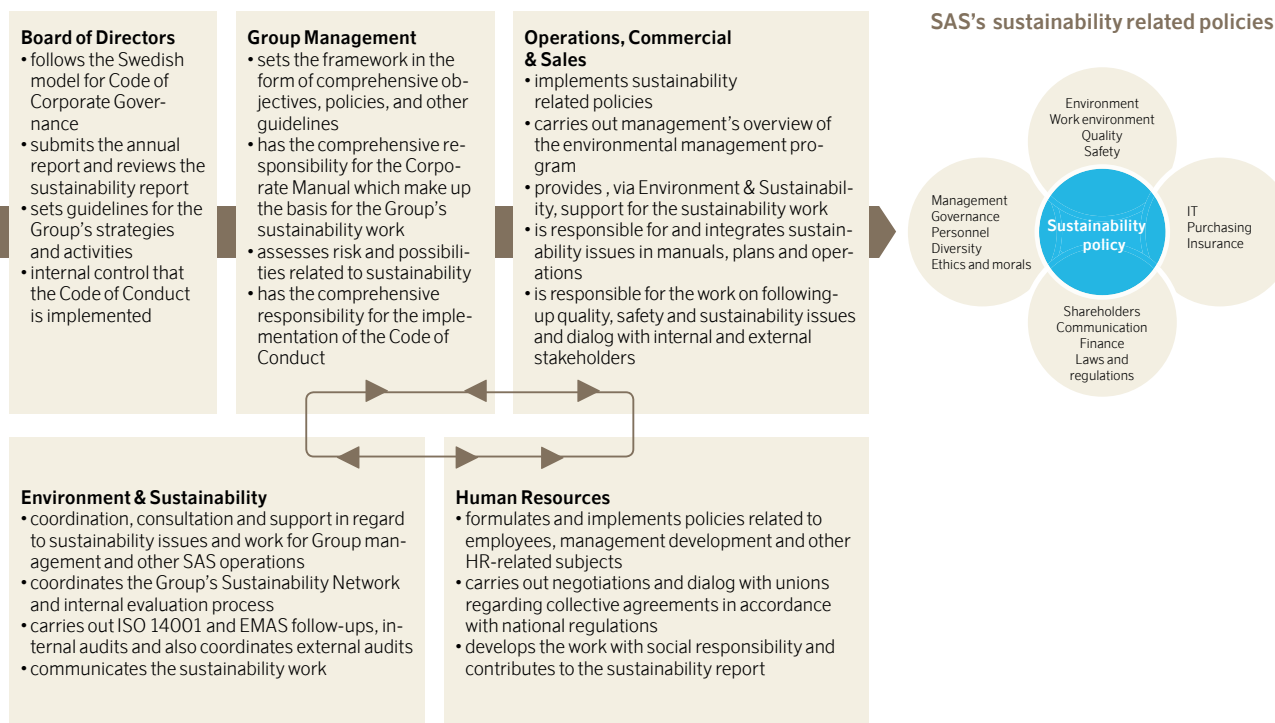 Board of Directors
• follows the Swedish
model for Code of
Corporate Gover-
nance
• submits the annual
report and reviews the
sustainability report
• sets guidelines for the
Group's strategies
and activities
• internal control that
the Code of Conduct
is implemented
Group Management
• sets the framework in the
form of comprehensive ob-
jectives, policies, and other
guidelines
• has the comprehensive re-
sponsibility for the Corpo-
rate Manual which make up
the basis for the Group's
sustainability work
• assesses risk and possibili-
ties related to sustainability
• has the comprehensive
responsibility for the imple-
mentation of the Code of
Conduct
Operations, Commercial
& Sales
• implements sustainability
related policies
• carries out management's overview of
the environmental management pro-
gram
• provides , via Environment & Sustainabil-
ity, support for the sustainability work
• is responsible for and integrates sustain-
ability issues in manuals, plans and oper-
ations
• is responsible for the work on following-
up quality, safety and sustainability issues
and dialog with internal and external
stakeholders
SAS's sustainability related policies
Environment
Work environment
Quality
Safety
Management
Governance
Personnel
Diversity
Ethics and morals
Sustainability
policy
IT
Purchasing
Insurance
Shareholders
Communication
Finance
Laws and
regulations
Environment & Sustainability
• coordination, consultation and support in regard
to sustainability issues and work for Group man-
agement and other SAS operations
• coordinates the Group's Sustainability Network
and internal evaluation process
• carries out ISO 14001 and EMAS follow-ups, in-
ternal audits and also coordinates external audits
• communicates the sustainability work
Human Resources
• formulates and implements policies related to
employees, management development and other
HR-related subjects
• carries out negotiations and dialog with unions
regarding collective agreements in accordance
with national regulations
• develops the work with social responsibility and
contributes to the sustainability report